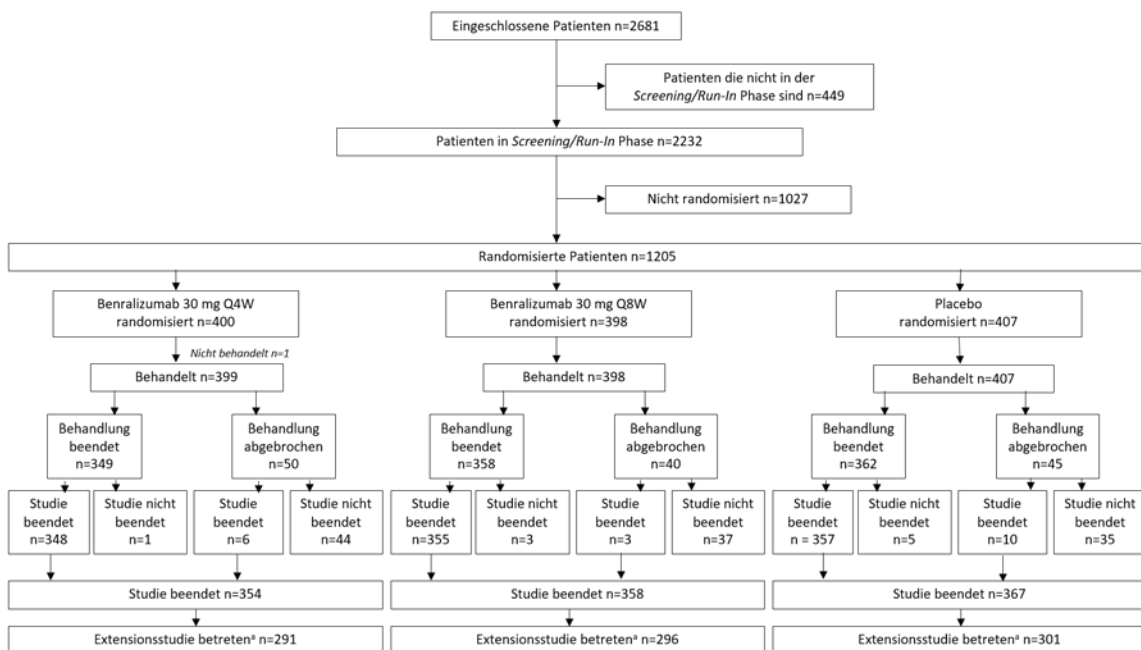 Eingeschlossene Patienten n=2681
Patienten die nicht in der
Screening/Run-In Phase sind n=449
Patienten in Screening/Run-In Phase n=2232
Nicht randomisiert n=1027
Randomisierte Patienten n=1205
Benralizumab 30 mg Q4W
randomisiert n=400
Benralizumab 30 mg Q8W
randomisiert n=398
Placebo
randomisiert n=407
Nicht behandelt n=1
Behandelt n=399
Behandelt n=398
Behandelt n=407
Behandlung
beendet
n=349
Behandlung
abgebrochen
n=50
Behandlung
beendet
n=358
Behandlung
abgebrochen
n=40
Behandlung
beendet
n=362
Behandlung
abgebrochen
n=45
Studie
beendet
n=348
Studie nicht
beendet
n=1
Studie
beendet
n=6
Studie nicht
beendet
n=44
Studie
beendet
n=355
Studie nicht
beendet
n=3
Studie
beendet
n=3
Studie nicht
beendet
n=37
Studie
beendet
n = 357
Studie nicht
beendet
n=5
Studie
beendet
n=10
Studie nicht
beendet
n=35
Studie beendet n=354
Studie beendet n=358
Studie beendet n=367
Extensionsstudie betretenᵃ n=291
Extensionsstudie betretenᵃ n=296
Extensionsstudie betretenᵃ n=301